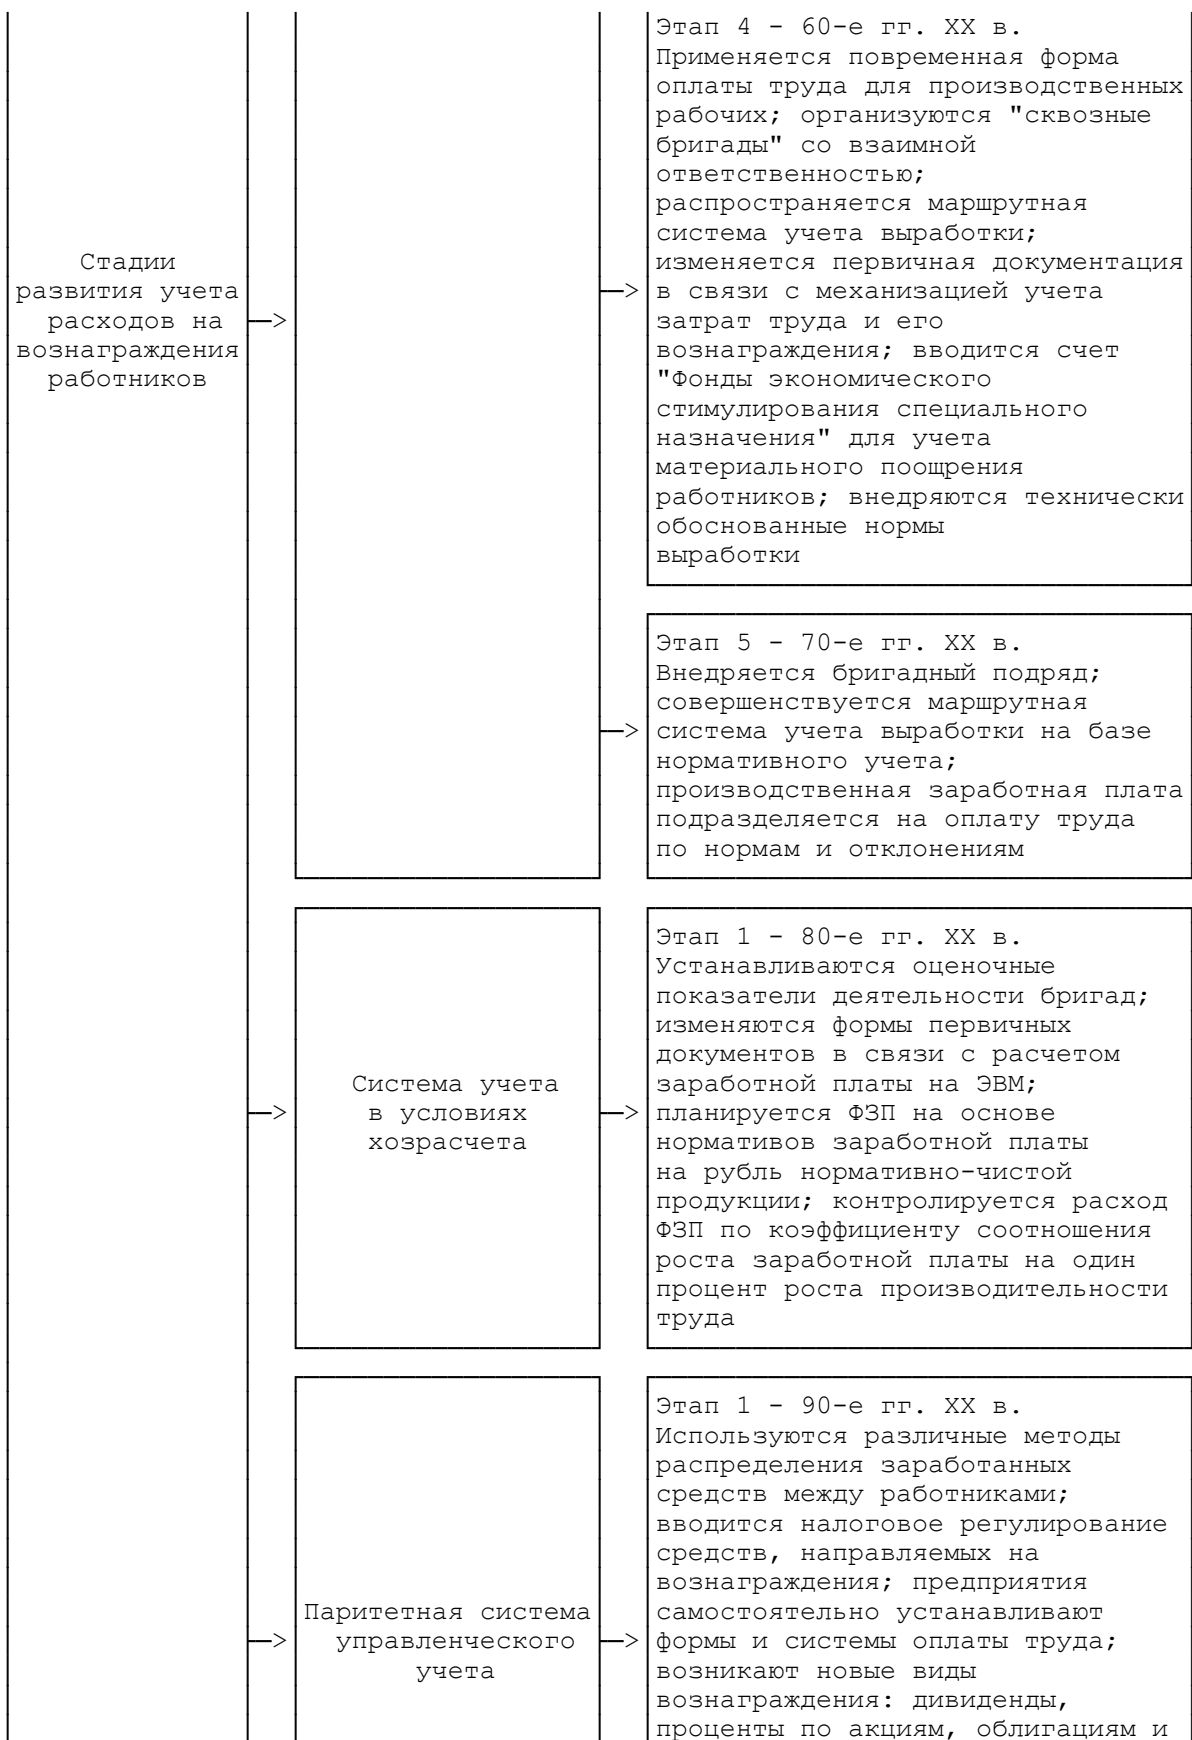 Этап 4 - 60-е гг. XX в.
Применяется повременная форма
оплаты труда для производственных
рабочих; организуются "сквозные
бригады" со взаимной
ответственностью;
распространяется маршрутная
система учета выработки;
изменяется первичная документация
в связи с механизацией учета
затрат труда и его
вознаграждения; вводится счет
"Фонды экономического
стимулирования специального
назначения" для учета
материального поощрения
работников; внедряются технически
обоснованные нормы
выработки
Стадии
развития учета
расходов на
вознаграждения
работников
Этап 5 - 70-е гг. XX в.
Внедряется бригадный подряд;
совершенствуется маршрутная
система учета выработки на базе
нормативного учета;
производственная заработная плата
подразделяется на оплату труда
по нормам и отклонениям
Система учета
в условиях
хозрасчета
Этап 1 - 80-е гг. XX в.
Устанавливаются оценочные
показатели деятельности бригад;
изменяются формы первичных
документов в связи с расчетом
заработной платы на ЭВМ;
планируется ФЗП на основе
нормативов заработной платы
на рубль нормативно-чистой
продукции; контролируется расход
ФЗП по коэффициенту соотношения
роста заработной платы на один
процент роста производительности
труда
Паритетная система
управленческого
учета
Этап 1 - 90-е гг. XX в.
Используются различные методы
распределения заработанных
средств между работниками;
вводится налоговое регулирование
средств, направляемых на
вознаграждения; предприятия
самостоятельно устанавливают
формы и системы оплаты труда;
возникают новые виды
вознаграждения: дивиденды,
проценты по акциям, облигациям и